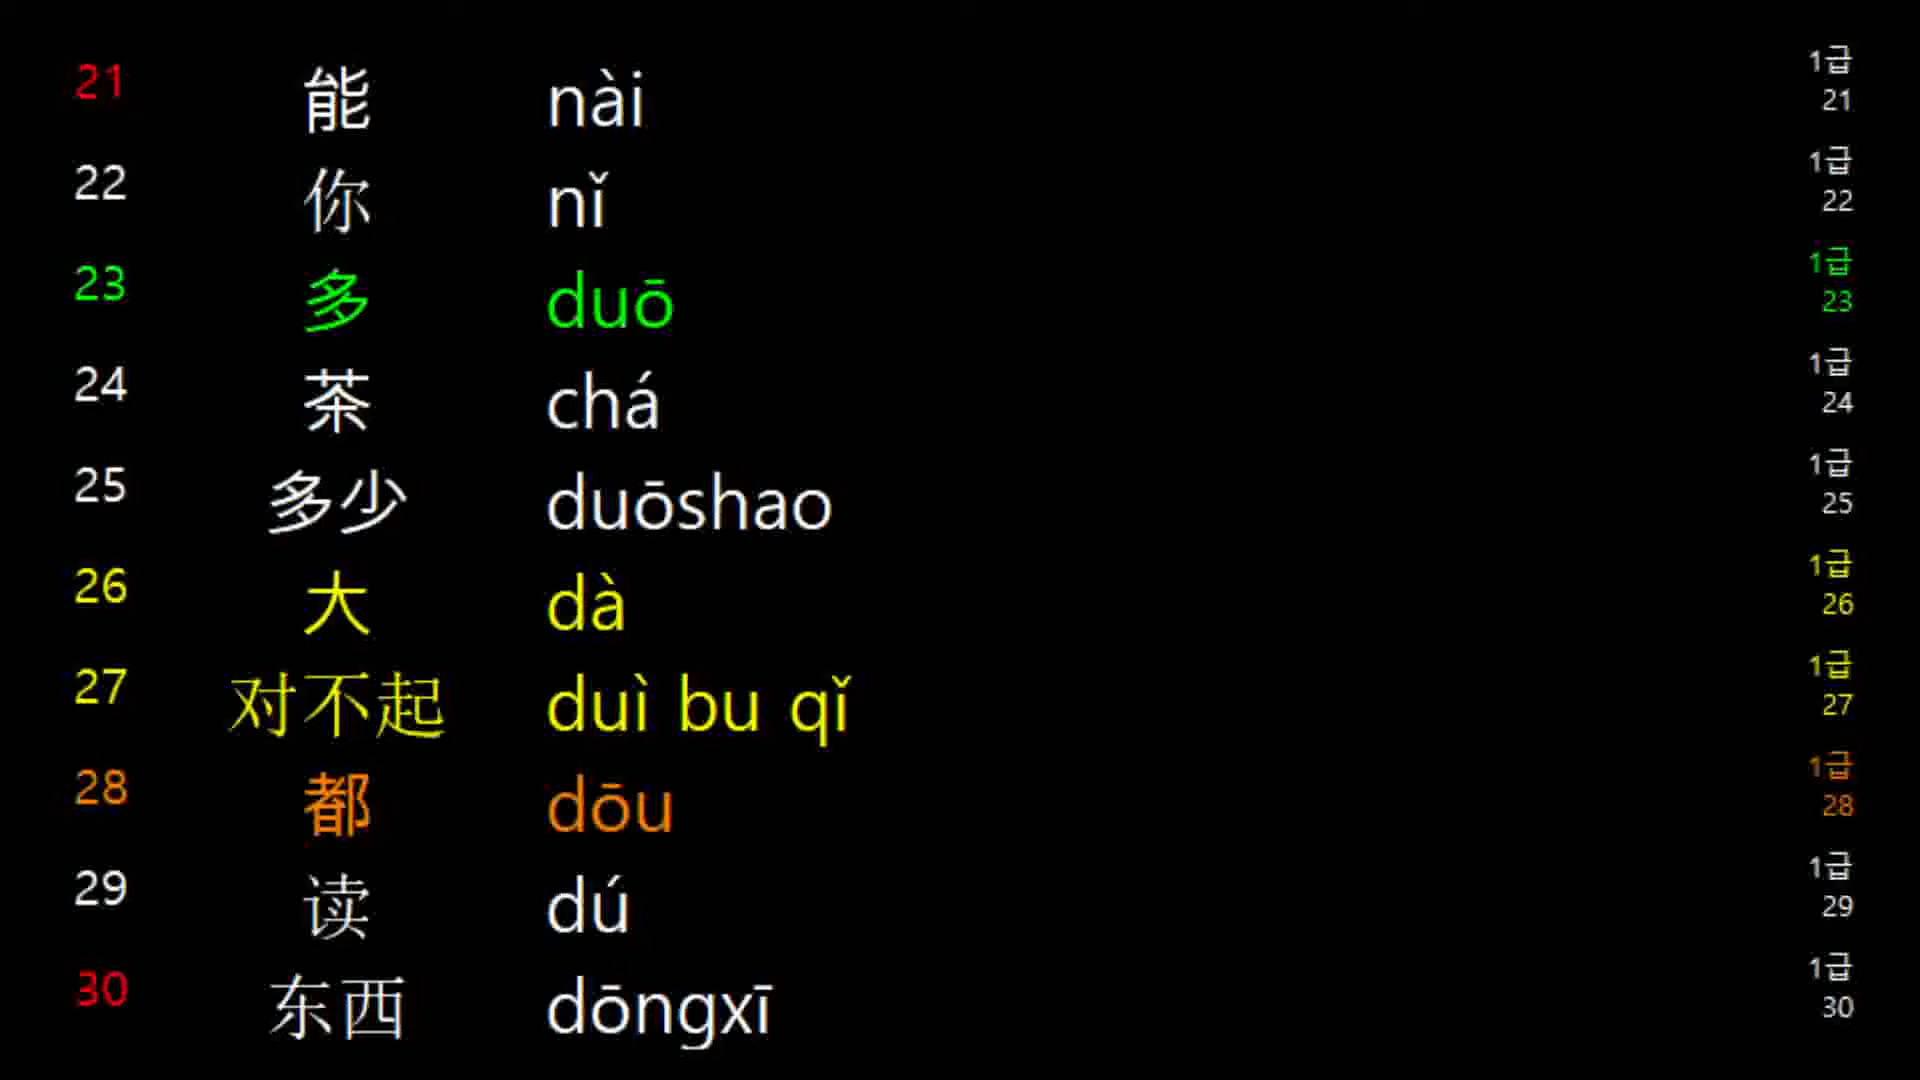 21 能 nài 1급 21
22 你 nǐ 1급 22
23 多 duō 1급 23
24 茶 chá 1급 24
25 多少 duōshao 1급 25
26 大 dà 1급 26
27 对不起 duì bu qǐ 1급 27
28 都 dōu 1급 28
29 读 dú 1급 29
30 东西 dōngxī 1급 30